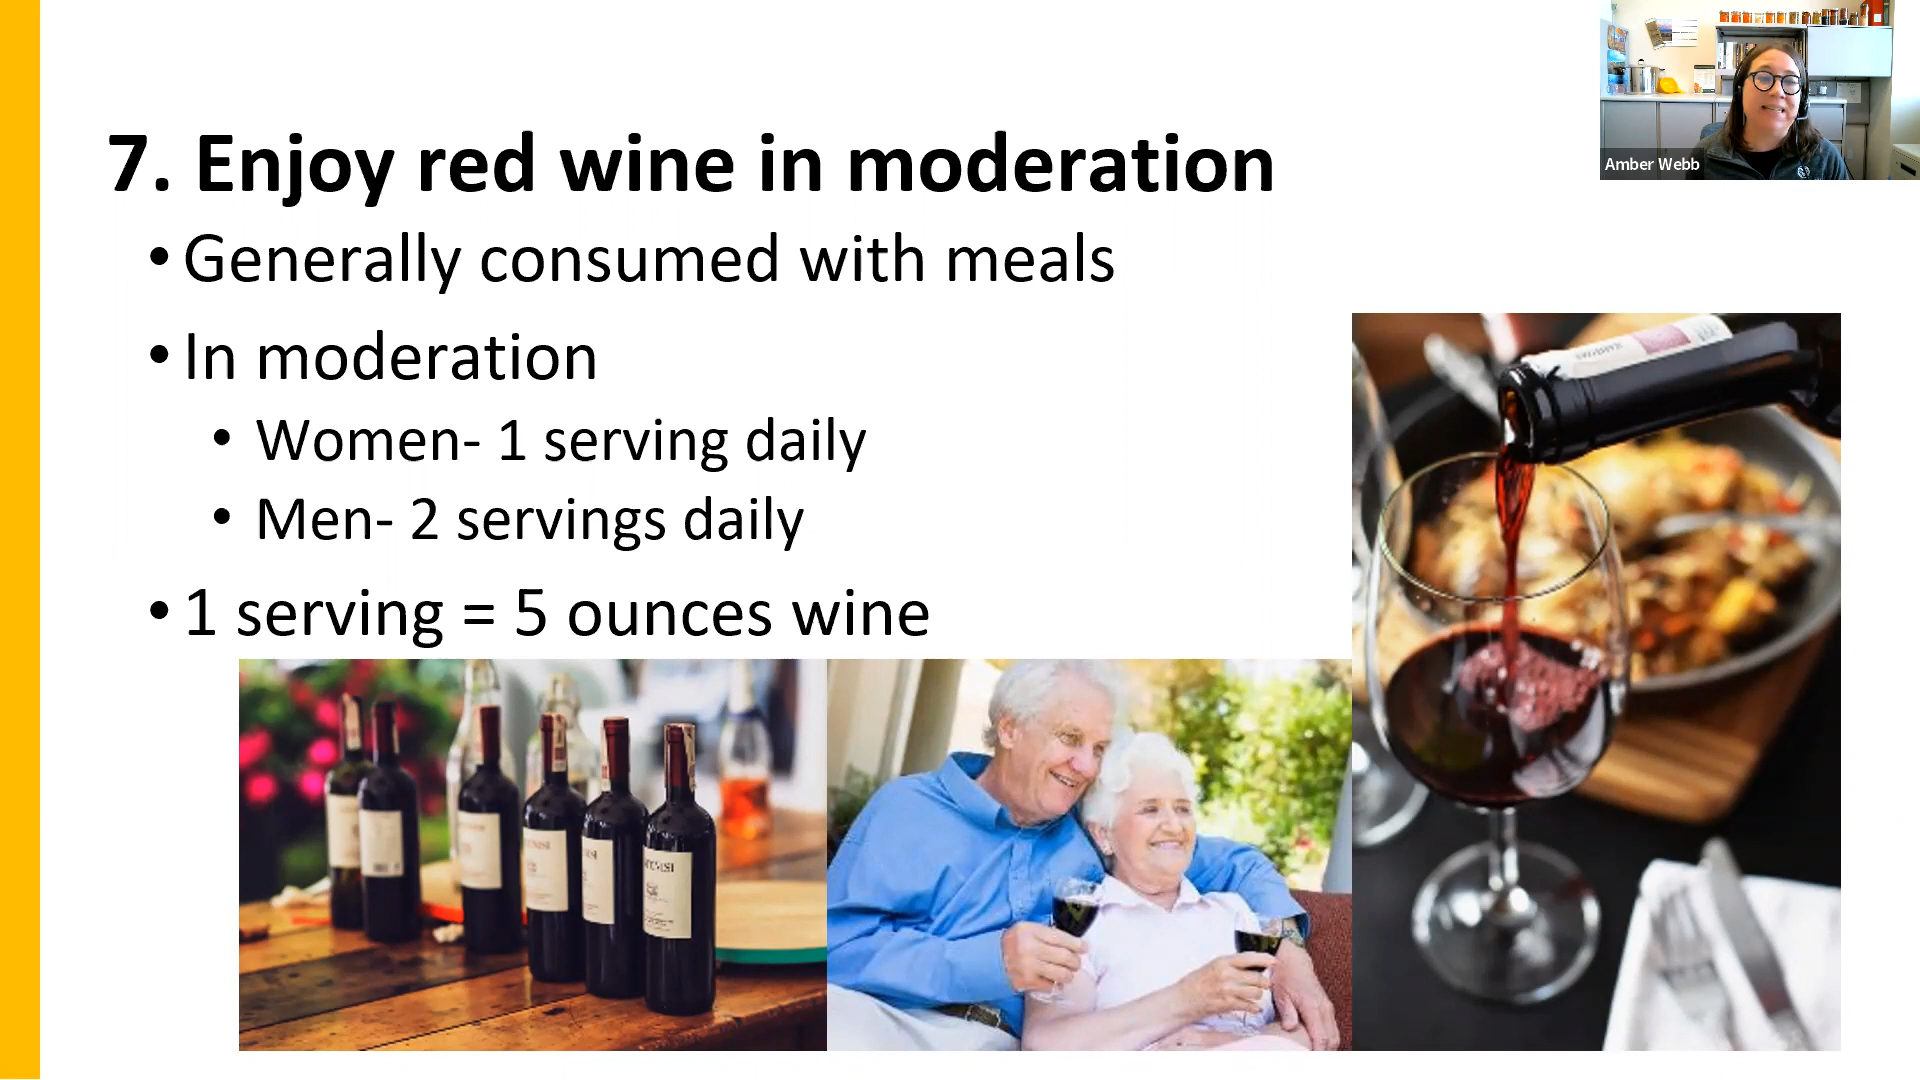 7. Enjoy red wine in moderation
• Generally consumed with meals
• In moderation
• Women- 1 serving daily
• Men- 2 servings daily
• 1 serving = 5 ounces wine
Amber Webb